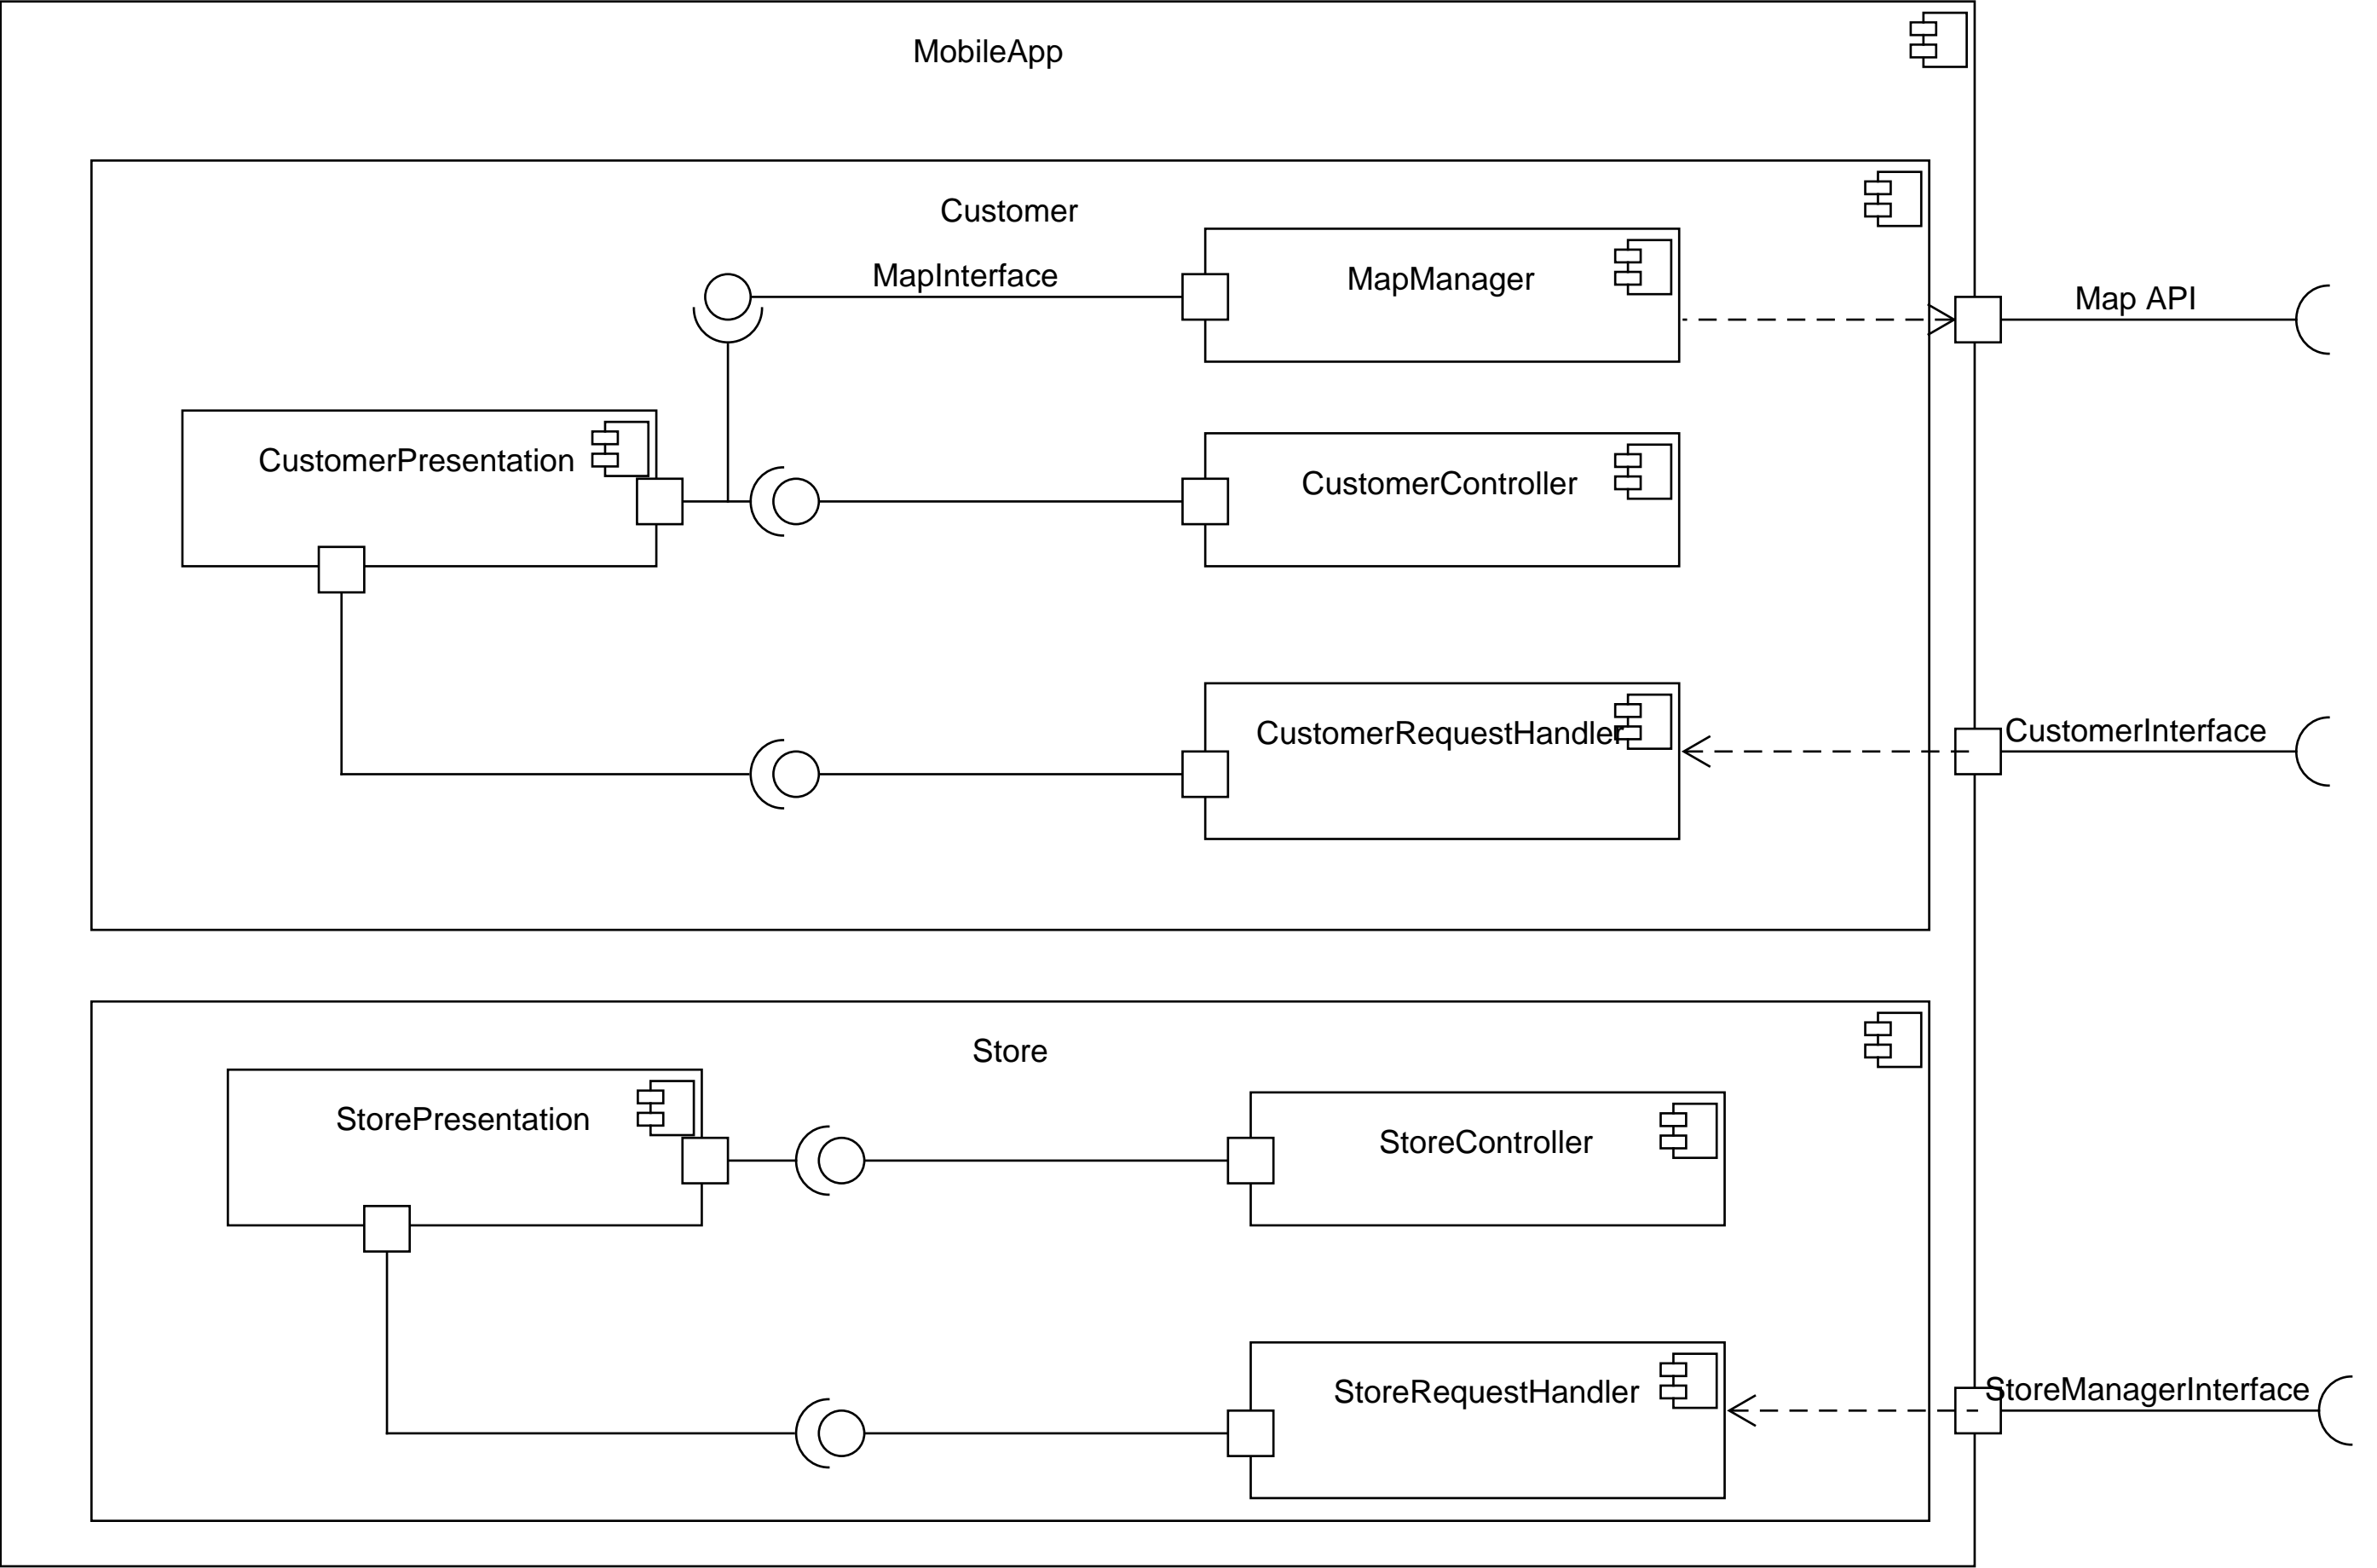 MobileApp
Customer
MapInterface
MapManager
Map API
CustomerPresentation
CustomerController
CustomerRequestHandler
CustomerInterface
Store
StorePresentation
StoreController
StoreRequestHandler
StoreManagerInterface